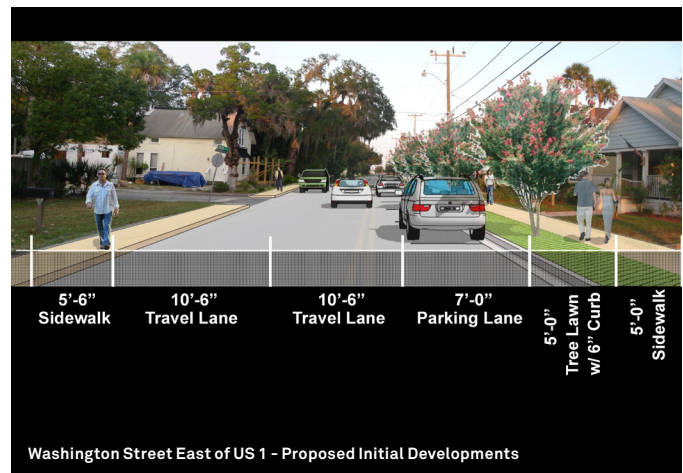 5'-6"
Sidewalk
10'-6"
Travel Lane
10'-6"
Travel Lane
7'-0"
Parking Lane
5'-0"
Tree Lawn
w/ 6" Curb
5'-0"
Sidewalk
Washington Street East of US 1 - Proposed Initial Developments